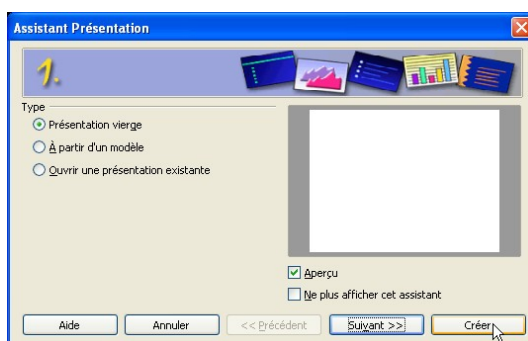 Assistant Présentation
1.
Type
Présentation vierge
À partir d'un modèle
Ouvrir une présentation existante
Aperçu
Ne plus afficher cet assistant
Aide
Annuler
<< Précédent
Suivant >>
Créer